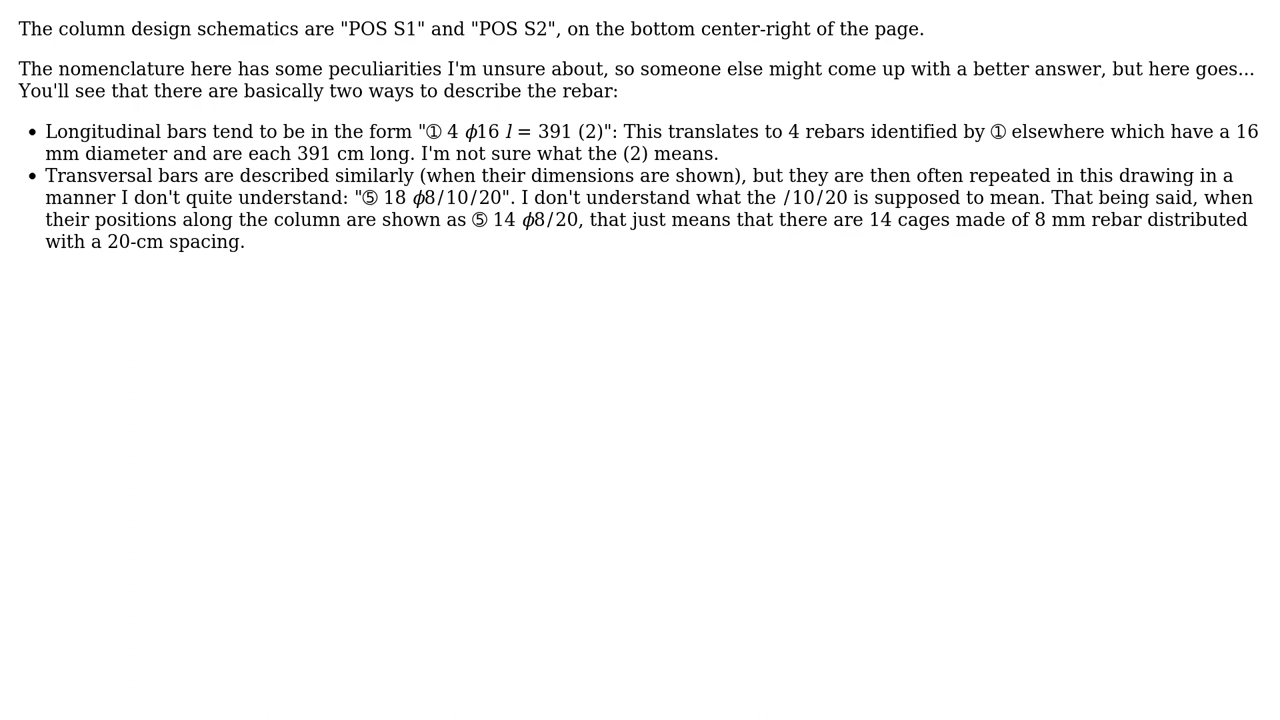 The column design schematics are "POS S1" and "POS S2", on the bottom center-right of the page.
The nomenclature here has some peculiarities I'm unsure about, so someone else might come up with a better answer, but here goes...
You'll see that there are basically two ways to describe the rebar:
• Longitudinal bars tend to be in the form "① 4 ϕ16 l = 391 (2)": This translates to 4 rebars identified by ① elsewhere which have a 16
mm diameter and are each 391 cm long. I'm not sure what the (2) means.
• Transversal bars are described similarly (when their dimensions are shown), but they are then often repeated in this drawing in a
manner I don't quite understand: "⑤ 18 ϕ8/10/20". I don't understand what the /10/20 is supposed to mean. That being said, when
their positions along the column are shown as ⑤ 14 ϕ8/20, that just means that there are 14 cages made of 8 mm rebar distributed
with a 20-cm spacing.